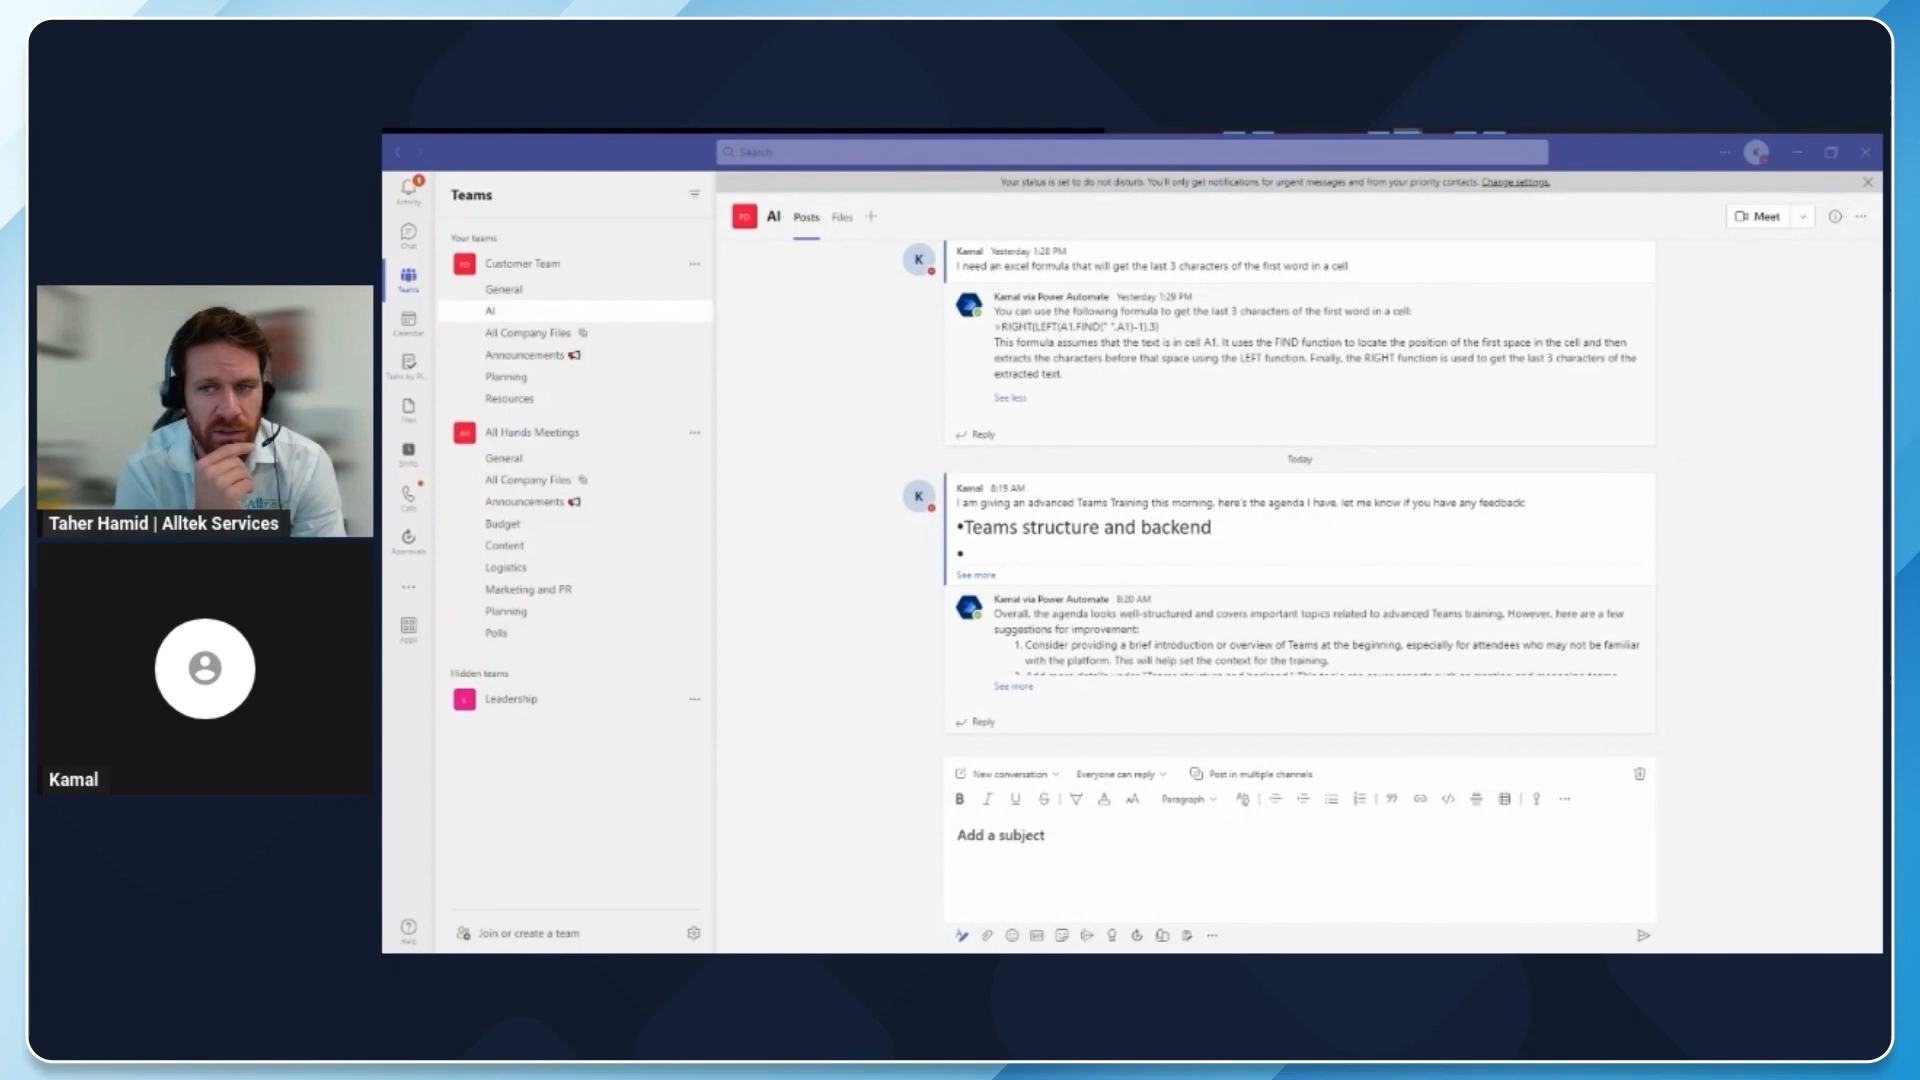 Search
Your status is set to do not disturb. You'll only get notifications for urgent messages and from your priority contacts. Change settings.
Activity
Chat
Teams
Calendar
Files
Shifts
Calls
Approvals
Apps
Help
Teams
Your teams
Customer Team
General
AI
All Company Files
Announcements
Planning
Resources
All Hands Meetings
General
All Company Files
Announcements
Budget
Content
Logistics
Marketing and PR
Planning
Polls
Hidden teams
Leadership
Join or create a team
PD AI Posts Files
Meet
K
Kamal Yesterday 1:28 PM
I need an excel formula that will get the last 3 characters of the first word in a cell
Kamal via Power Automate Yesterday 1:29 PM
You can use the following formula to get the last 3 characters of the first word in a cell:
=RIGHT(LEFT(A1,FIND(" ",A1)-1),3)
This formula assumes that the text is in cell A1. It uses the FIND function to locate the position of the first space in the cell and then
extracts the characters before that space using the LEFT function. Finally, the RIGHT function is used to get the last 3 characters of the
extracted text.
See less
Reply
Today
K
Kamal 8:19 AM
I am giving an advanced Teams Training this morning, here's the agenda I have, let me know if you have any feedback:
•Teams structure and backend
•
See more
Kamal via Power Automate 8:20 AM
Overall, the agenda looks well-structured and covers important topics related to advanced Teams training. However, here are a few
suggestions for improvement:
1. Consider providing a brief introduction or overview of Teams at the beginning, especially for attendees who may not be familiar
with the platform. This will help set the context for the training.
See more
Reply
New conversation Everyone can reply Post in multiple channels
B I U S Paragraph
Add a subject
Taher Hamid | Alltek Services
Kamal